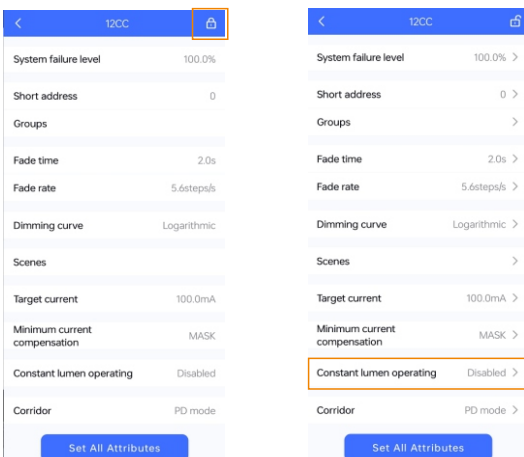 12CC
System failure level 100.0%
Short address 0
Groups
Fade time 2.0s
Fade rate 5.6steps/s
Dimming curve Logarithmic
Scenes
Target current 100.0mA
Minimum current
compensation MASK
Constant lumen operating Disabled
Corridor PD mode
Set All Attributes
12CC
System failure level 100.0% >
Short address 0 >
Groups >
Fade time 2.0s >
Fade rate 5.6steps/s >
Dimming curve Logarithmic >
Scenes >
Target current 100.0mA >
Minimum current
compensation MASK >
Constant lumen operating Disabled >
Corridor PD mode >
Set All Attributes